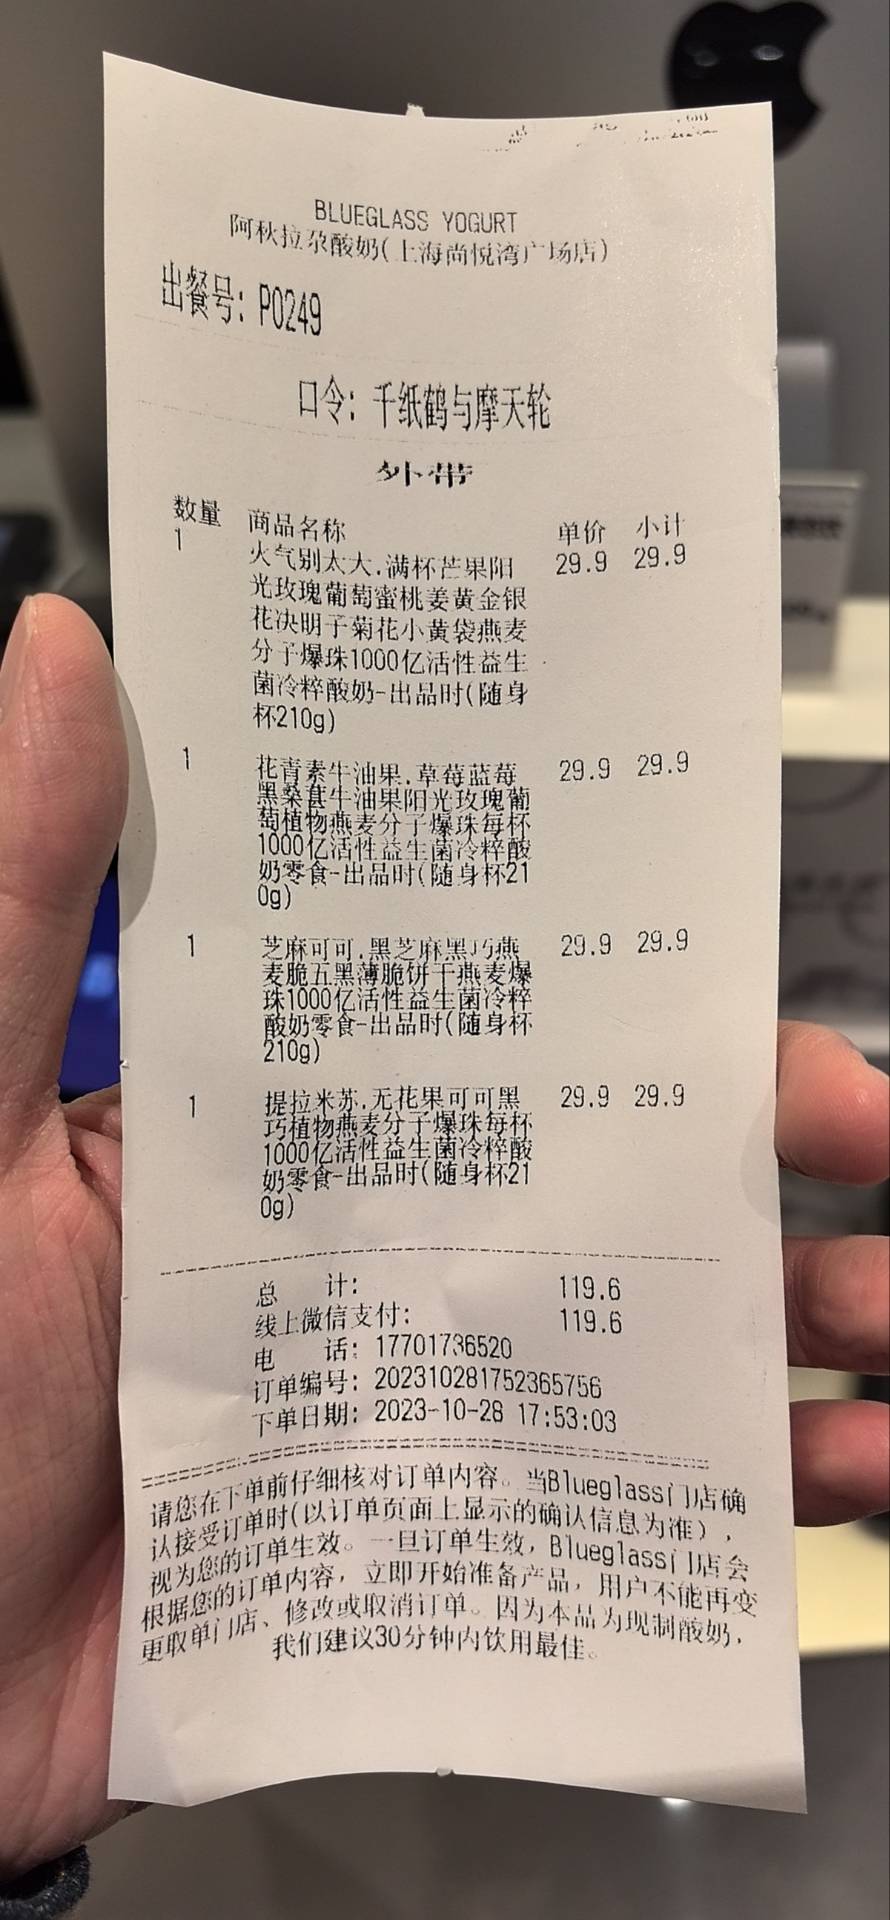 BLUEGLASS YOGURT
阿秋拉尕酸奶(上海尚悦湾广场店)
出餐号: P0249
口令: 千纸鹤与摩天轮
外带
数量 商品名称 单价 小计
1 火气别太大.满杯芒果阳 29.9 29.9
光玫瑰葡萄蜜桃姜黄金银
花决明子菊花小黄袋燕麦
分子爆珠1000亿活性益生
菌冷粹酸奶-出品时(随身
杯210g)
1 花青素牛油果.草莓蓝莓 29.9 29.9
黑桑葚牛油果阳光玫瑰葡
萄植物燕麦分子爆珠每杯
1000亿活性益生菌冷粹酸
奶零食-出品时(随身杯21
0g)
1 芝麻可可.黑芝麻黑巧燕 29.9 29.9
麦脆五黑薄脆饼干燕麦爆
珠1000亿活性益生菌冷粹
酸奶零食-出品时(随身杯
210g)
1 提拉米苏.无花果可可黑 29.9 29.9
巧植物燕麦分子爆珠每杯
1000亿活性益生菌冷粹酸
奶零食-出品时(随身杯21
0g)
总 计: 119.6
线上微信支付: 119.6
电 话: 17701736520
订单编号: 202310281752365756
下单日期: 2023-10-28 17:53:03
请您在下单前仔细核对订单内容。当Blueglass门店确
认接受订单时(以订单页面上显示的确认信息为准),
视为您的订单生效。一旦订单生效,Blueglass门店会
根据您的订单内容,立即开始准备产品,用户不能再变
更取单门店、修改或取消订单。因为本品为现制酸奶,
我们建议30分钟内饮用最佳。